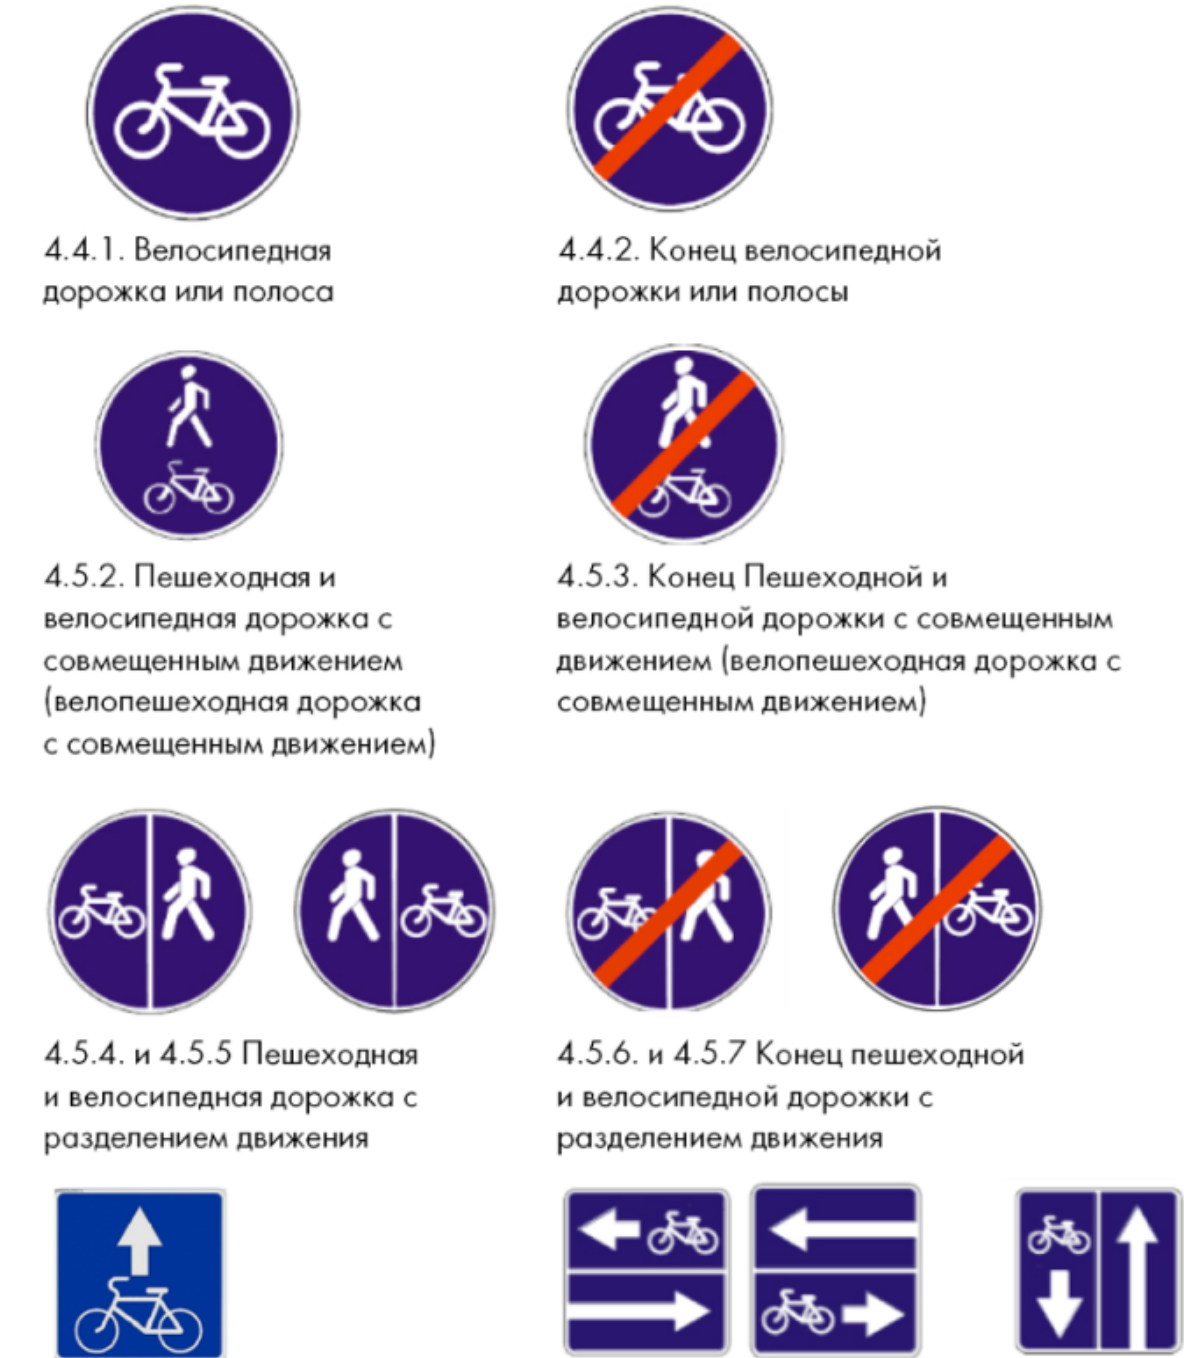 4.4.1. Велосипедная
дорожка или полоса
4.4.2. Конец велосипедной
дорожки или полосы
4.5.2. Пешеходная и
велосипедная дорожка с
совмещенным движением
(велопешеходная дорожка
с совмещенным движением)
4.5.3. Конец Пешеходной и
велосипедной дорожки с совмещенным
движением (велопешеходная дорожка с
совмещенным движением)
4.5.4. и 4.5.5 Пешеходная
и велосипедная дорожка с
разделением движения
4.5.6. и 4.5.7 Конец пешеходной
и велосипедной дорожки с
разделением движения